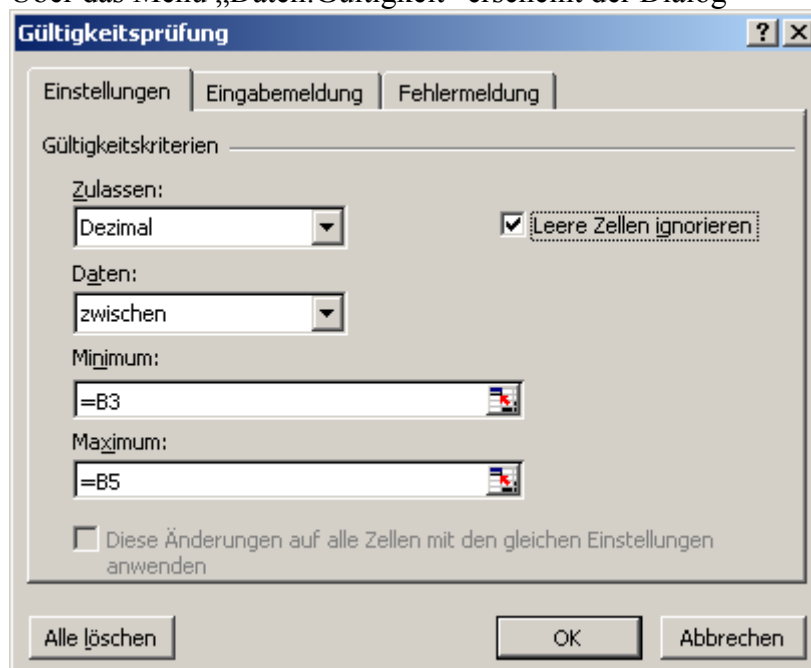 Über das Menü „Daten:Gültigkeit“ erscheint der Dialog
Gültigkeitsprüfung
Einstellungen Eingabemeldung Fehlermeldung
Gültigkeitskriterien
Zulassen:
Dezimal Leere Zellen ignorieren
Daten:
zwischen
Minimum:
=B3
Maximum:
=B5
Diese Änderungen auf alle Zellen mit den gleichen Einstellungen
anwenden
Alle löschen OK Abbrechen